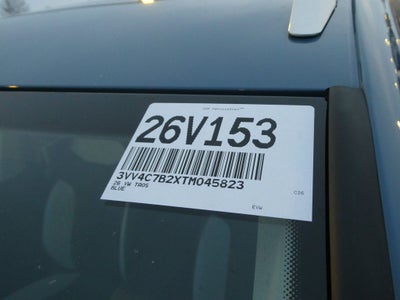 26V153
3VV4C7B2XTM045823
26 VW TAOS
BLUE
C26
EVW